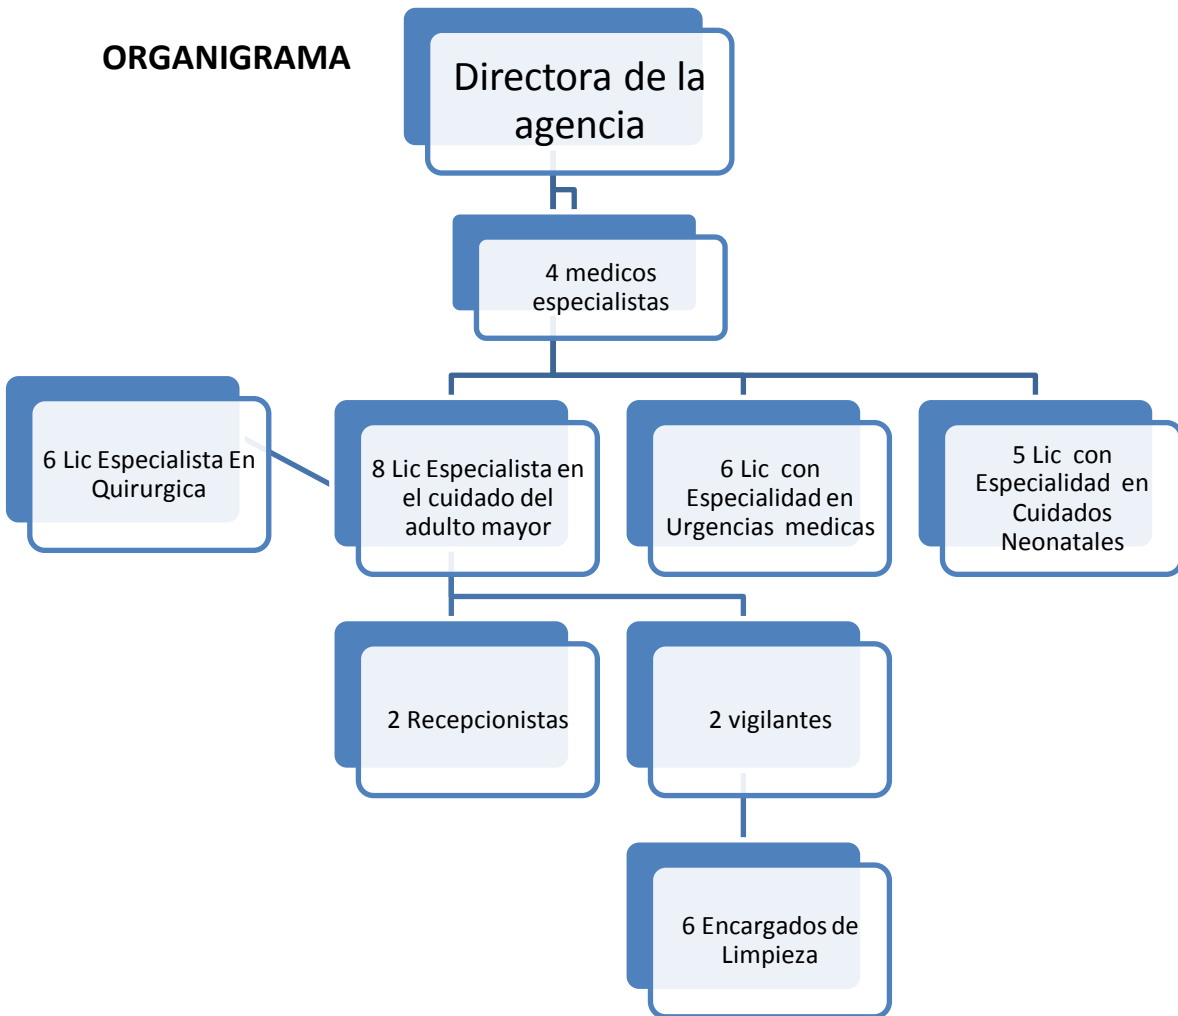 ORGANIGRAMA
Directora de la
agencia
4 medicos
especialistas
6 Lic Especialista En
Quirurgica
8 Lic Especialista en
el cuidado del
adulto mayor
6 Lic con
Especialidad en
Urgencias medicas
5 Lic con
Especialidad en
Cuidados
Neonatales
2 Recepcionistas
2 vigilantes
6 Encargados de
Limpieza